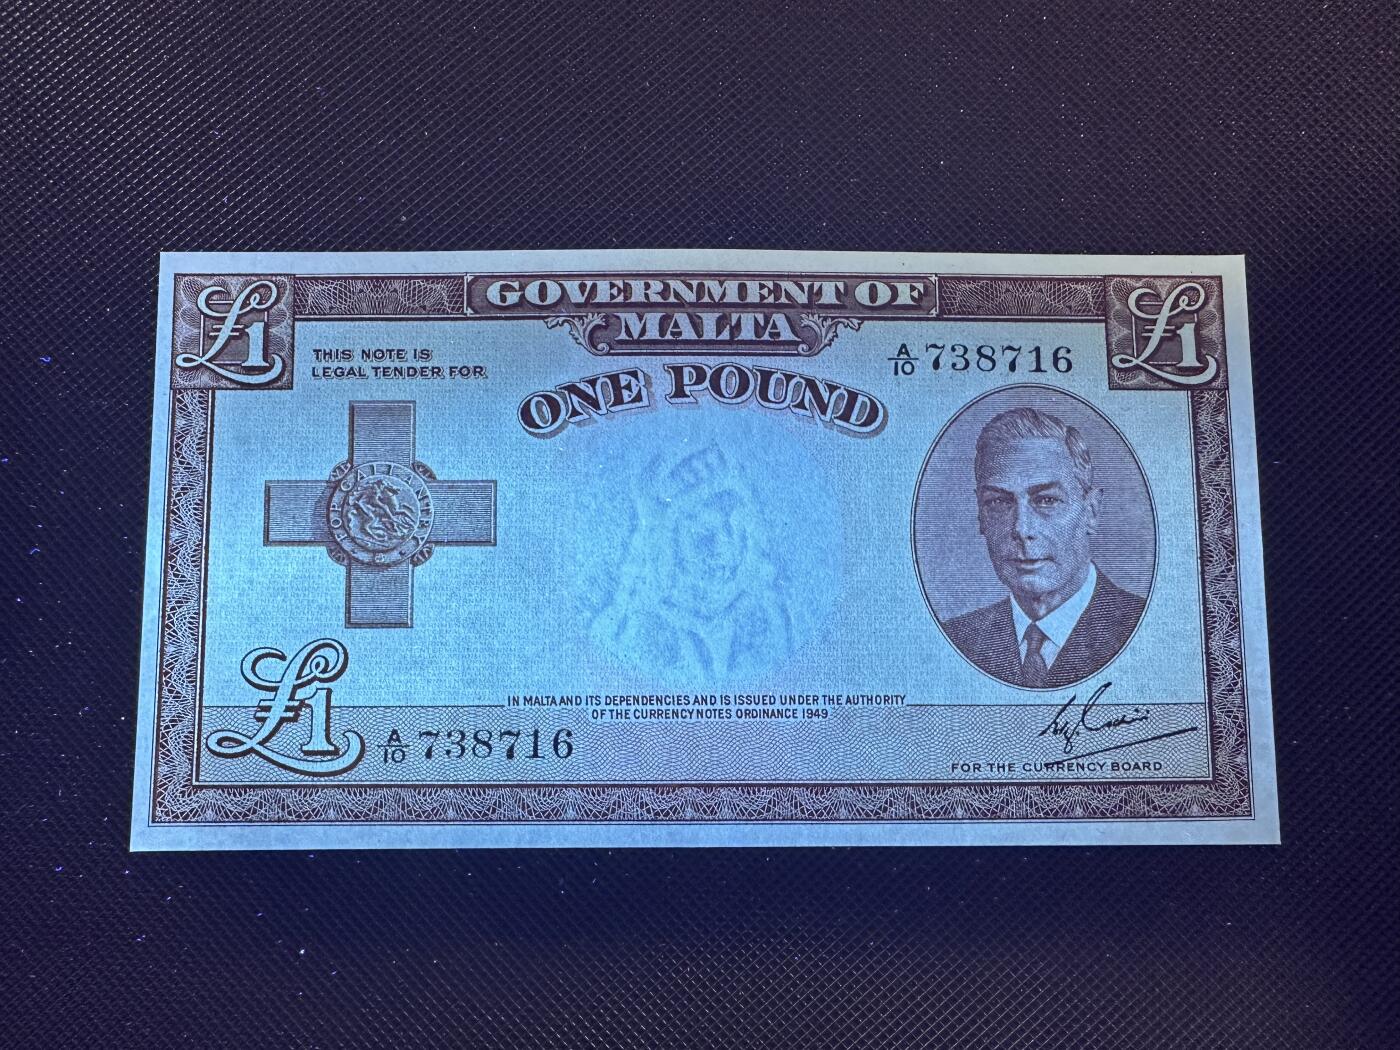 £1
GOVERNMENT OF
MALTA
£1
THIS NOTE IS
LEGAL TENDER FOR
A/10 738716
ONE POUND
FOR GALLANTRY
IN MALTA AND ITS DEPENDENCIES AND IS ISSUED UNDER THE AUTHORITY
OF THE CURRENCY NOTES ORDINANCE 1949
£1
A/10 738716
FOR THE CURRENCY BOARD